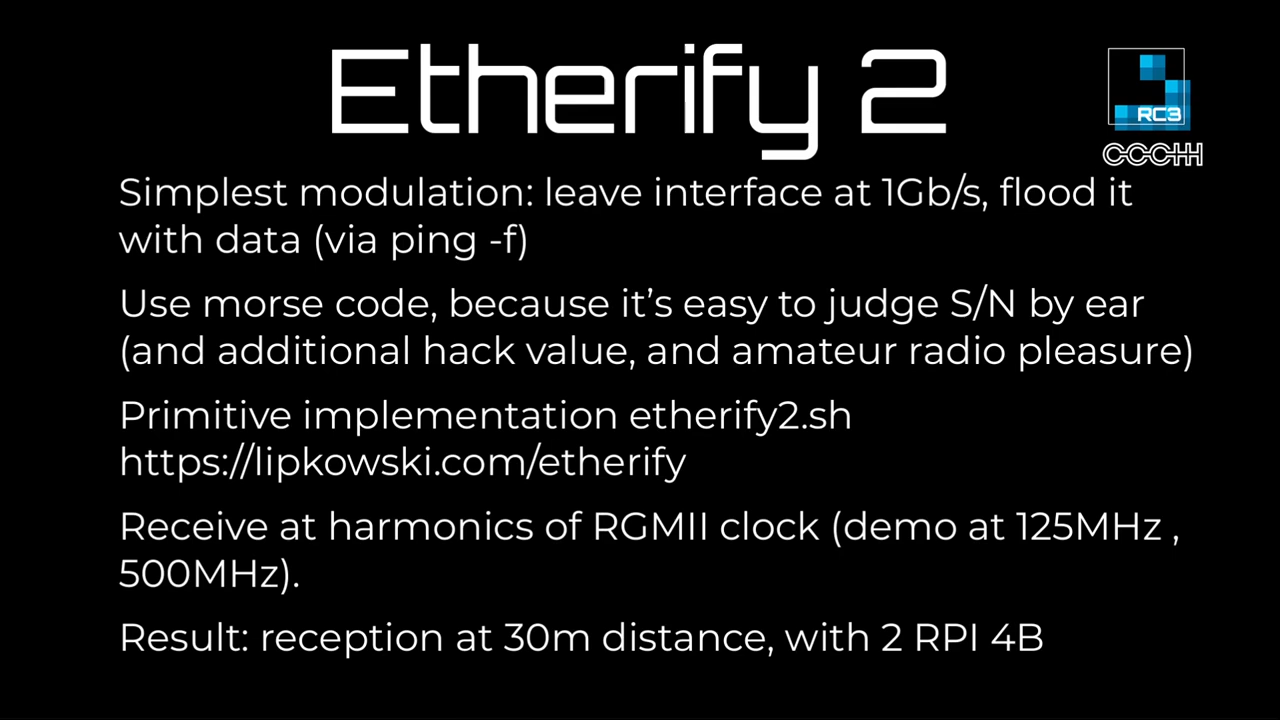 Etherify 2
RC3
CCCHH
Simplest modulation: leave interface at 1Gb/s, flood it
with data (via ping -f)
Use morse code, because it’s easy to judge S/N by ear
(and additional hack value, and amateur radio pleasure)
Primitive implementation etherify2.sh
https://lipkowski.com/etherify
Receive at harmonics of RGMII clock (demo at 125MHz ,
500MHz).
Result: reception at 30m distance, with 2 RPI 4B